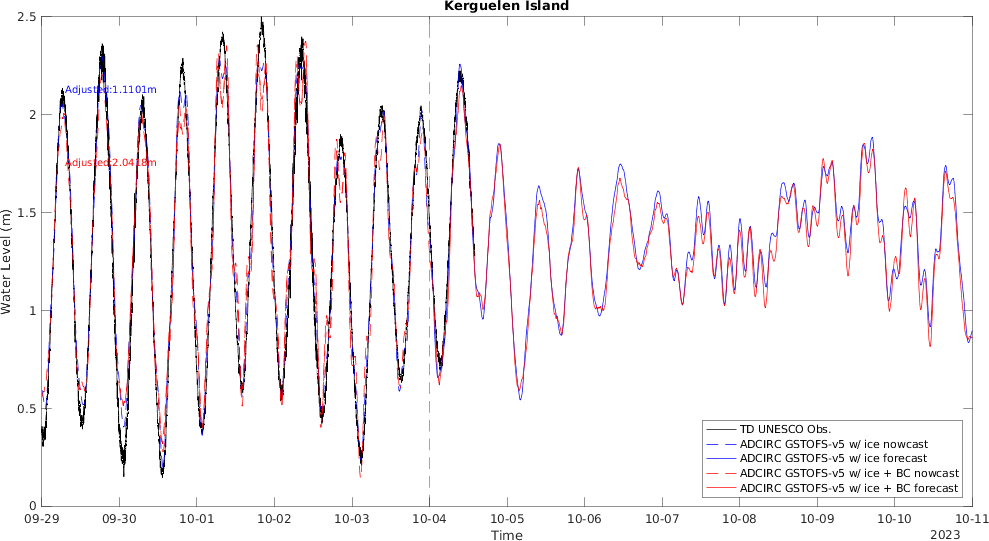 Kerguelen Island
2.5
2
1.5
1
0.5
0
Water Level (m)
Adjusted:1.1101m
Adjusted:2.0418m
TD UNESCO Obs.
ADCIRC GSTOFS-v5 w/ ice nowcast
ADCIRC GSTOFS-v5 w/ ice forecast
ADCIRC GSTOFS-v5 w/ ice + BC nowcast
ADCIRC GSTOFS-v5 w/ ice + BC forecast
09-29 09-30 10-01 10-02 10-03 10-04 10-05 10-06 10-07 10-08 10-09 10-10 10-11
Time
2023